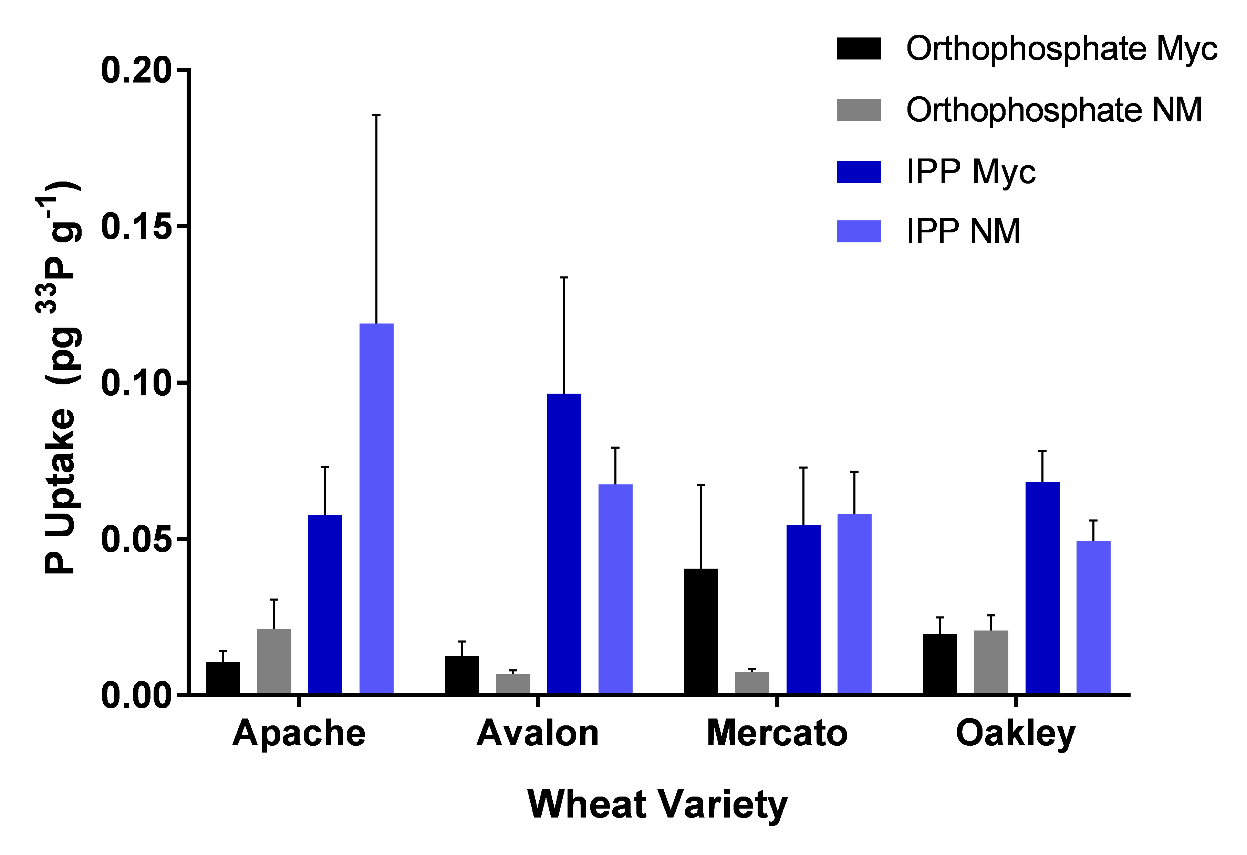 Orthophosphate Myc
Orthophosphate NM
IPP Myc
IPP NM
P Uptake (pg ³³P g⁻¹)
0.20
0.15
0.10
0.05
0.00
Apache Avalon Mercato Oakley
Wheat Variety